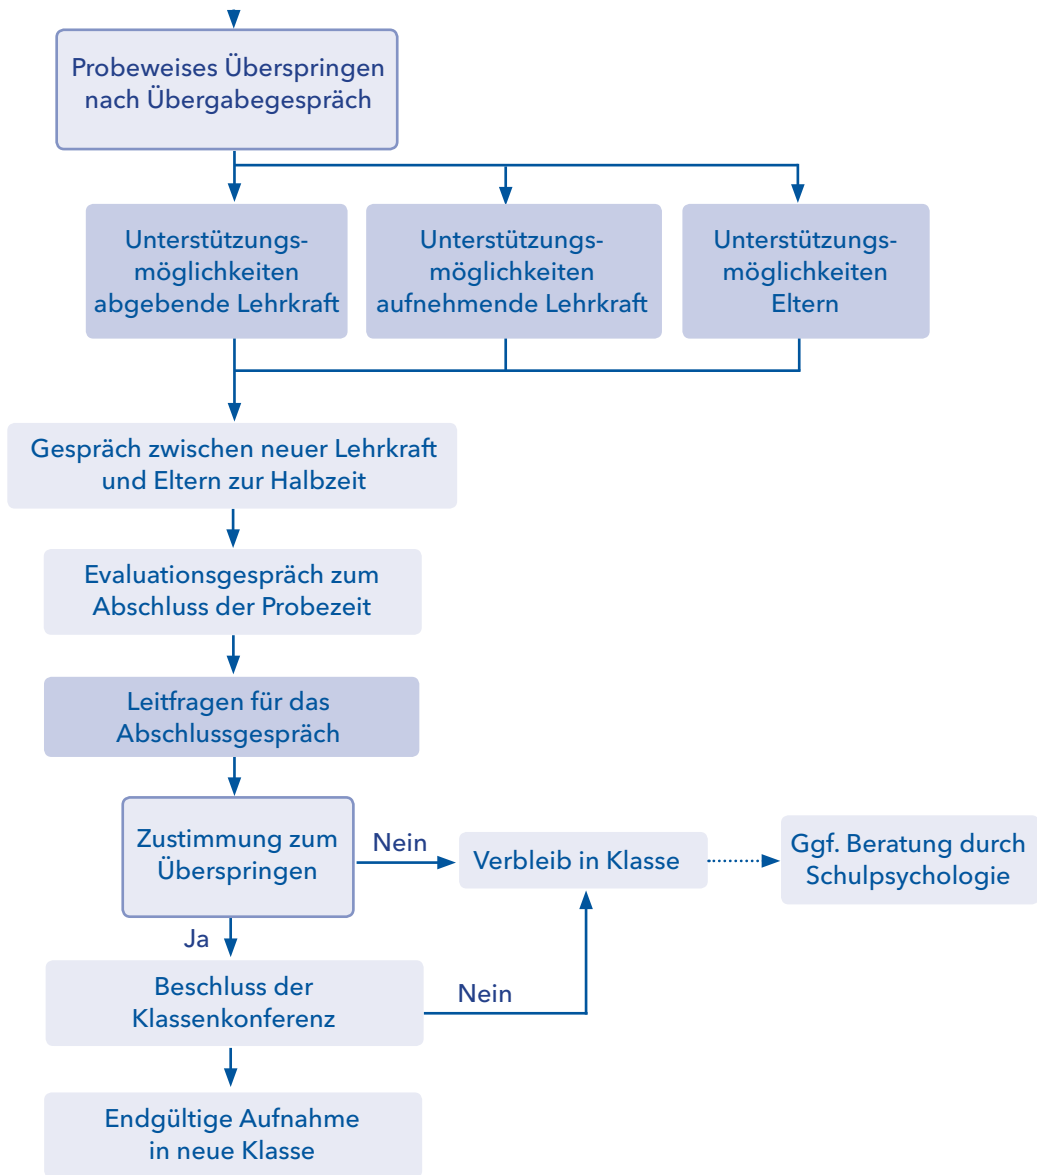 Probeweises Überspringen
nach Übergabegespräch
Unterstützungs-
möglichkeiten
abgebende Lehrkraft
Unterstützungs-
möglichkeiten
aufnehmende Lehrkraft
Unterstützungs-
möglichkeiten
Eltern
Gespräch zwischen neuer Lehrkraft
und Eltern zur Halbzeit
Evaluationsgespräch zum
Abschluss der Probezeit
Leitfragen für das
Abschlussgespräch
Zustimmung zum
Überspringen
Nein
Verbleib in Klasse
Ggf. Beratung durch
Schulpsychologie
Ja
Beschluss der
Klassenkonferenz
Nein
Endgültige Aufnahme
in neue Klasse